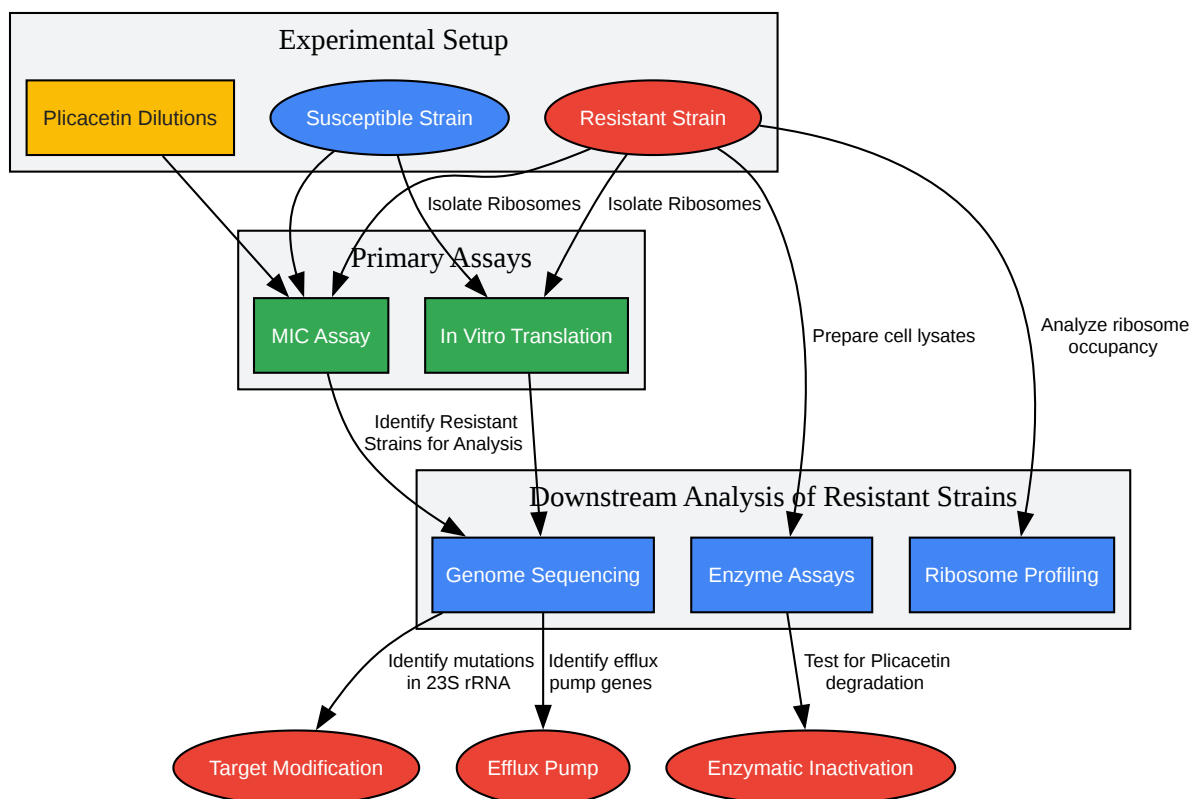 Experimental Setup
Plicacetin Dilutions
Susceptible Strain
Resistant Strain
Isolate Ribosomes
Isolate Ribosomes
Primary Assays
MIC Assay
In Vitro Translation
Prepare cell lysates
Analyze ribosome
occupancy
Identify Resistant
Strains for Analysis
Downstream Analysis of Resistant Strains
Genome Sequencing
Enzyme Assays
Ribosome Profiling
Identify mutations
in 23S rRNA
Identify efflux
pump genes
Test for Plicacetin
degradation
Target Modification
Efflux Pump
Enzymatic Inactivation